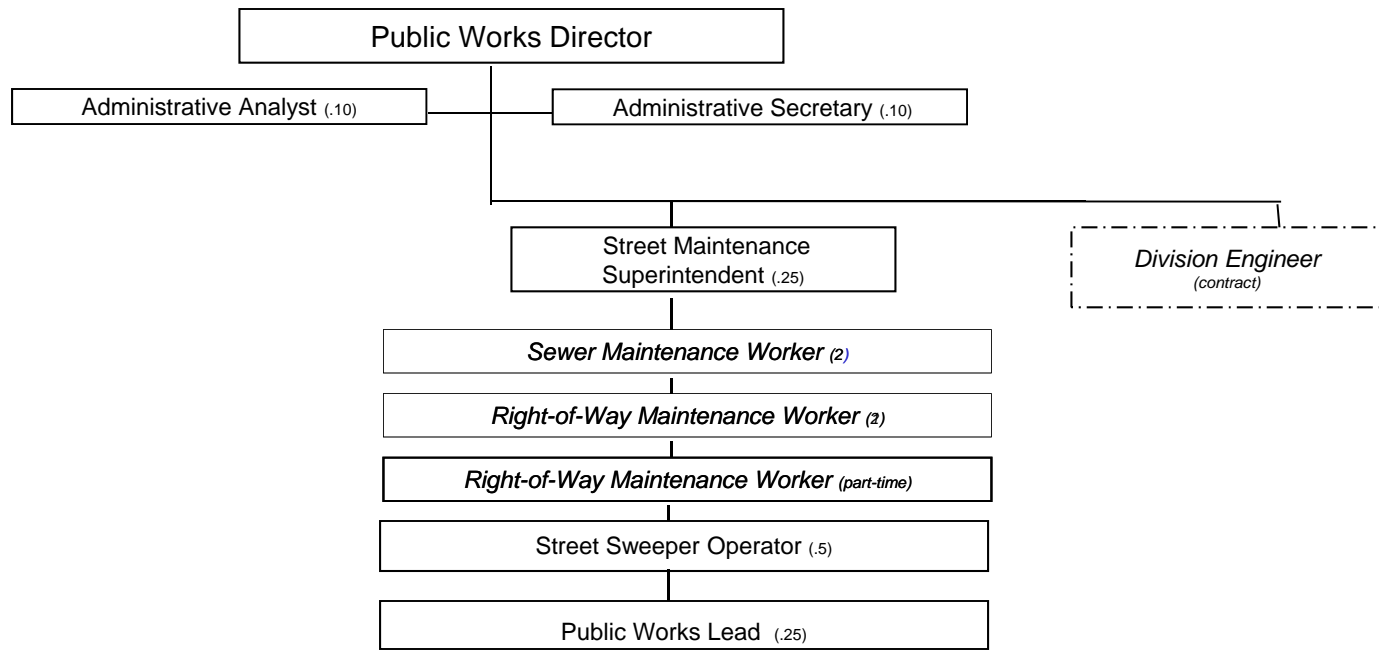 Public Works Director
Administrative Analyst (.10)
Administrative Secretary (.10)
Street Maintenance
Superintendent (.25)
Division Engineer
(contract)
Sewer Maintenance Worker (2)
Right-of-Way Maintenance Worker
Right-of-Way Maintenance Worker (part-time)
Street Sweeper Operator (.5)
Public Works Lead (.25)